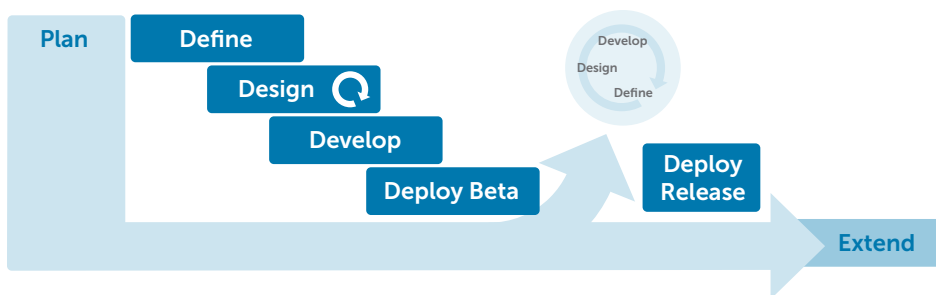 Plan
Define
Design
Develop
Deploy Beta
Develop
Design
Define
Deploy
Release
Extend